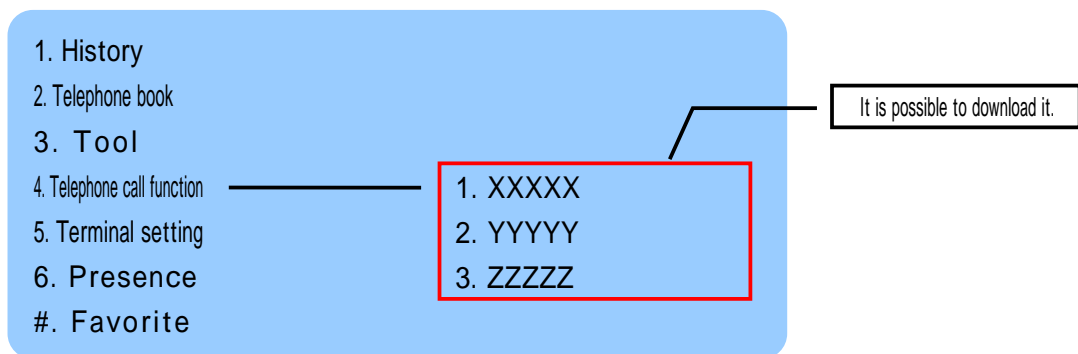 1. History
2. Telephone book
3. Tool
4. Telephone call function
5. Terminal setting
6. Presence
#. Favorite
1. XXXXX
2. YYYYY
3. ZZZZZ
It is possible to download it.